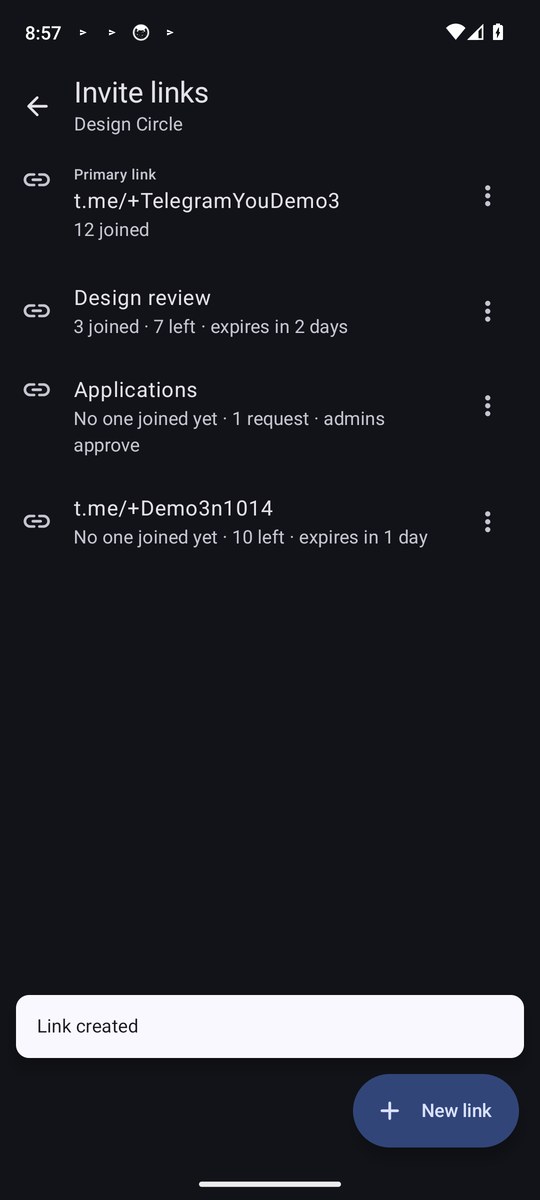 8:57
Invite links
Design Circle
Primary link
t.me/+TelegramYouDemo3
12 joined
Design review
3 joined · 7 left · expires in 2 days
Applications
No one joined yet · 1 request · admins
approve
t.me/+Demo3n1014
No one joined yet · 10 left · expires in 1 day
Link created
New link